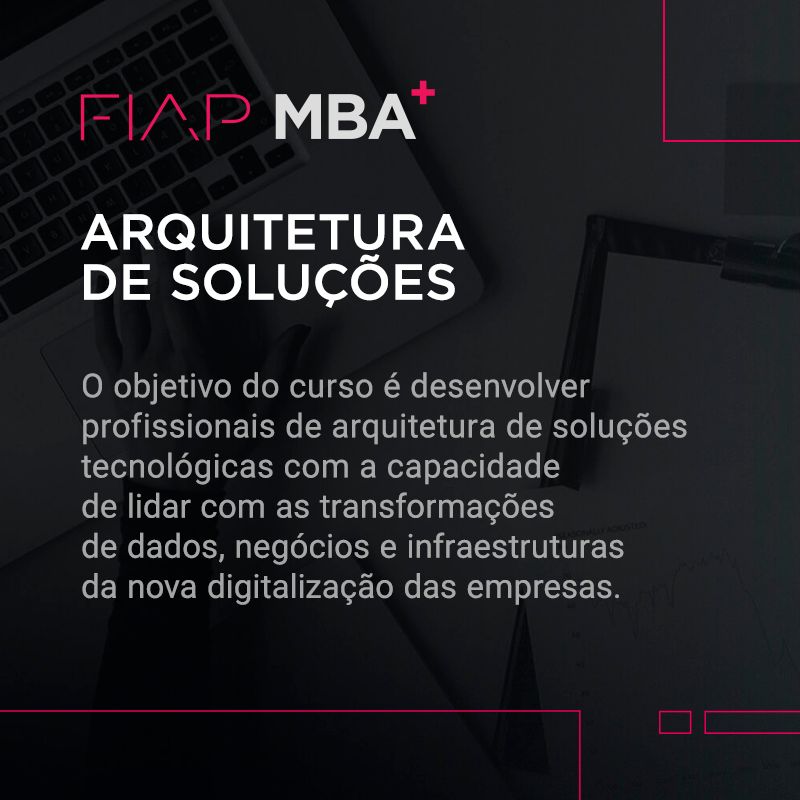 FIAP MBA+
ARQUITETURA
DE SOLUÇÕES
O objetivo do curso é desenvolver
profissionais de arquitetura de soluções
tecnológicas com a capacidade
de lidar com as transformações
de dados, negócios e infraestruturas
da nova digitalização das empresas.